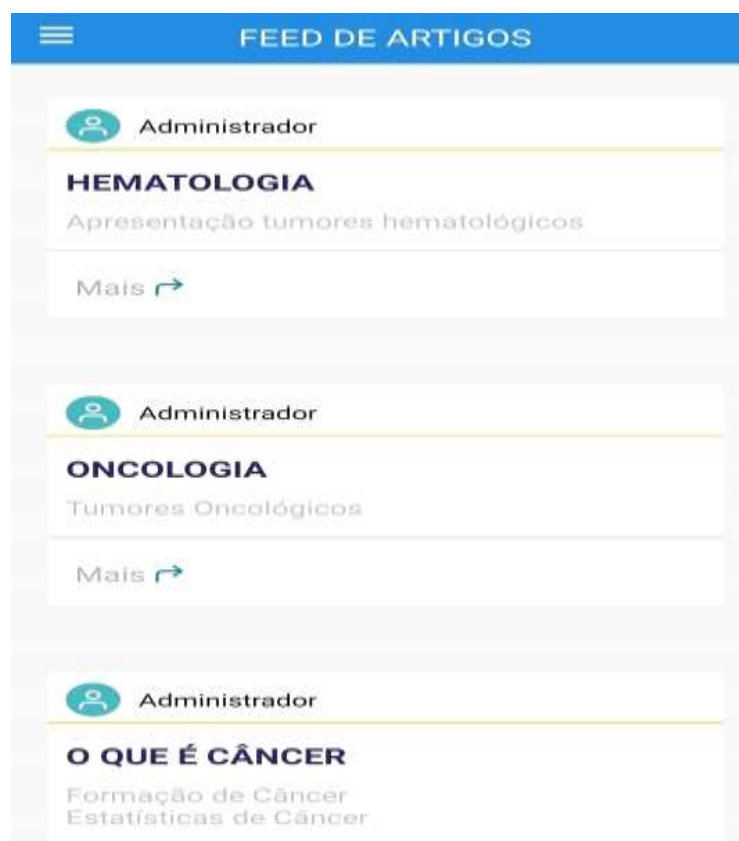 FEED DE ARTIGOS
Administrador
HEMATOLOGIA
Apresentação tumores hematológicos
Mais
Administrador
ONCOLOGIA
Tumores Oncológicos
Mais
Administrador
O QUE É CÂNCER
Formação de Câncer
Estatísticas de Câncer